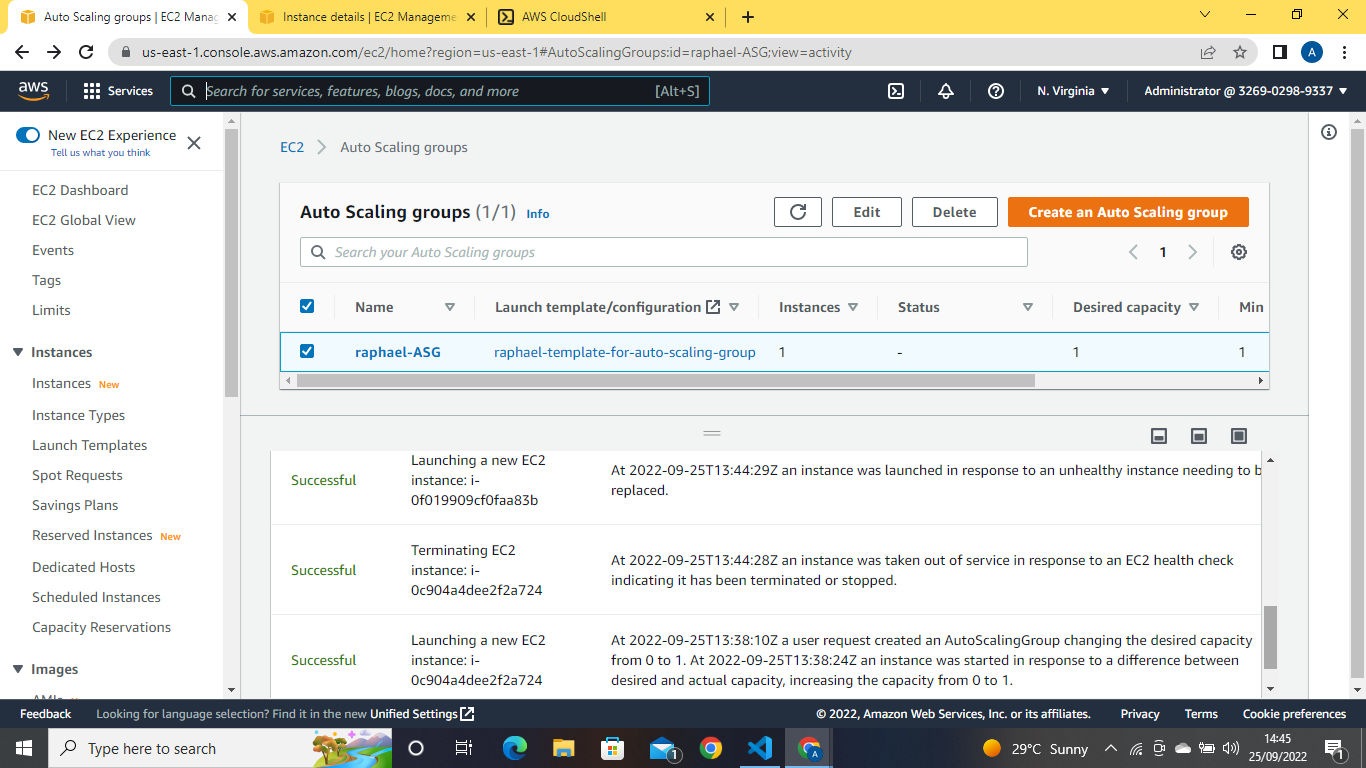 Auto Scaling groups | EC2 Manag
Instance details | EC2 Manageme
AWS CloudShell
us-east-1.console.aws.amazon.com/ec2/home?region=us-east-1#AutoScalingGroups:id=raphael-ASG;view=activity
A
aws
Services
Search for services, features, blogs, docs, and more
[Alt+S]
N. Virginia
Administrator @ 3269-0298-9337
New EC2 Experience
Tell us what you think
EC2 Dashboard
EC2 Global View
Events
Tags
Limits
Instances
Instances New
Instance Types
Launch Templates
Spot Requests
Savings Plans
Reserved Instances New
Dedicated Hosts
Scheduled Instances
Capacity Reservations
Images
EC2 > Auto Scaling groups
Auto Scaling groups (1/1) Info
Edit
Delete
Create an Auto Scaling group
Search your Auto Scaling groups
1
Name
Launch template/configuration
Instances
Status
Desired capacity
Min
raphael-ASG
raphael-template-for-auto-scaling-group
1
-
1
1
Successful
Launching a new EC2
instance: i-
0f019909cf0faa83b
At 2022-09-25T13:44:29Z an instance was launched in response to an unhealthy instance needing to b
replaced.
Successful
Terminating EC2
instance: i-
0c904a4dee2f2a724
At 2022-09-25T13:44:28Z an instance was taken out of service in response to an EC2 health check
indicating it has been terminated or stopped.
Successful
Launching a new EC2
instance: i-
0c904a4dee2f2a724
At 2022-09-25T13:38:10Z a user request created an AutoScalingGroup changing the desired capacity
from 0 to 1. At 2022-09-25T13:38:24Z an instance was started in response to a difference between
desired and actual capacity, increasing the capacity from 0 to 1.
Feedback
Looking for language selection? Find it in the new Unified Settings
© 2022, Amazon Web Services, Inc. or its affiliates.
Privacy
Terms
Cookie preferences
Type here to search
1
A
29°C Sunny
14:45
25/09/2022
1